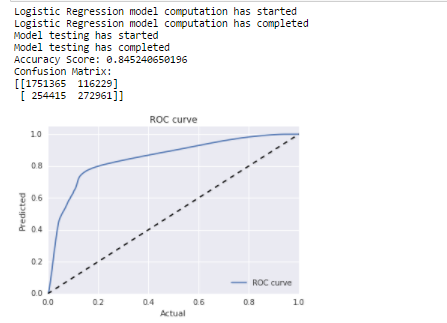 Logistic Regression model computation has started
Logistic Regression model computation has completed
Model testing has started
Model testing has completed
Accuracy Score: 0.845240650196
Confusion Matrix:
[[1751365 116229]
[ 254415 272961]]
ROC curve
1.0
0.8
0.6
0.4
0.2
0.0
Predicted
ROC curve
0.0 0.2 0.4 0.6 0.8 1.0
Actual